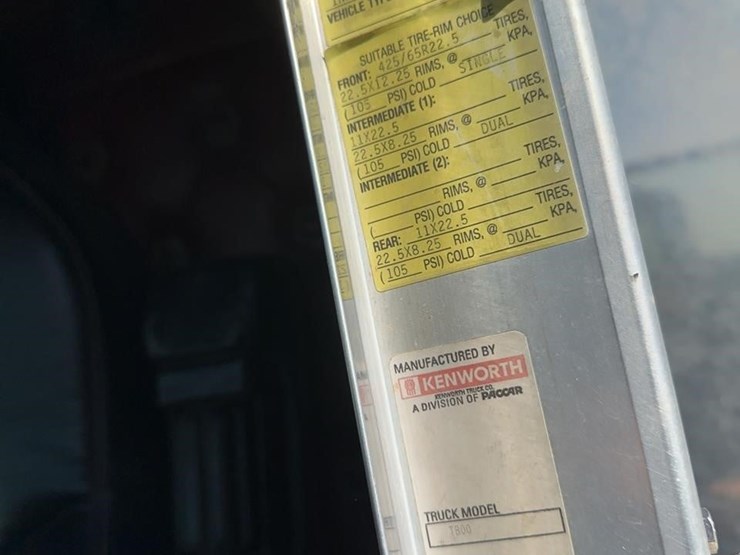 VEHICLE TYPE
SUITABLE TIRE-RIM CHOICE
FRONT: 425/65R22.5 TIRES,
22.5X12.25 RIMS, @ KPA,
(105 PSI) COLD SINGLE
INTERMEDIATE (1):
11X22.5 TIRES,
22.5X8.25 RIMS, @ KPA,
(105 PSI) COLD DUAL
INTERMEDIATE (2):
TIRES,
RIMS, @ KPA,
( PSI) COLD
REAR: 11X22.5 TIRES,
22.5X8.25 RIMS, @ KPA,
(105 PSI) COLD DUAL
MANUFACTURED BY
KENWORTH
KENWORTH TRUCK CO.
A DIVISION OF PACCAR
TRUCK MODEL
T800